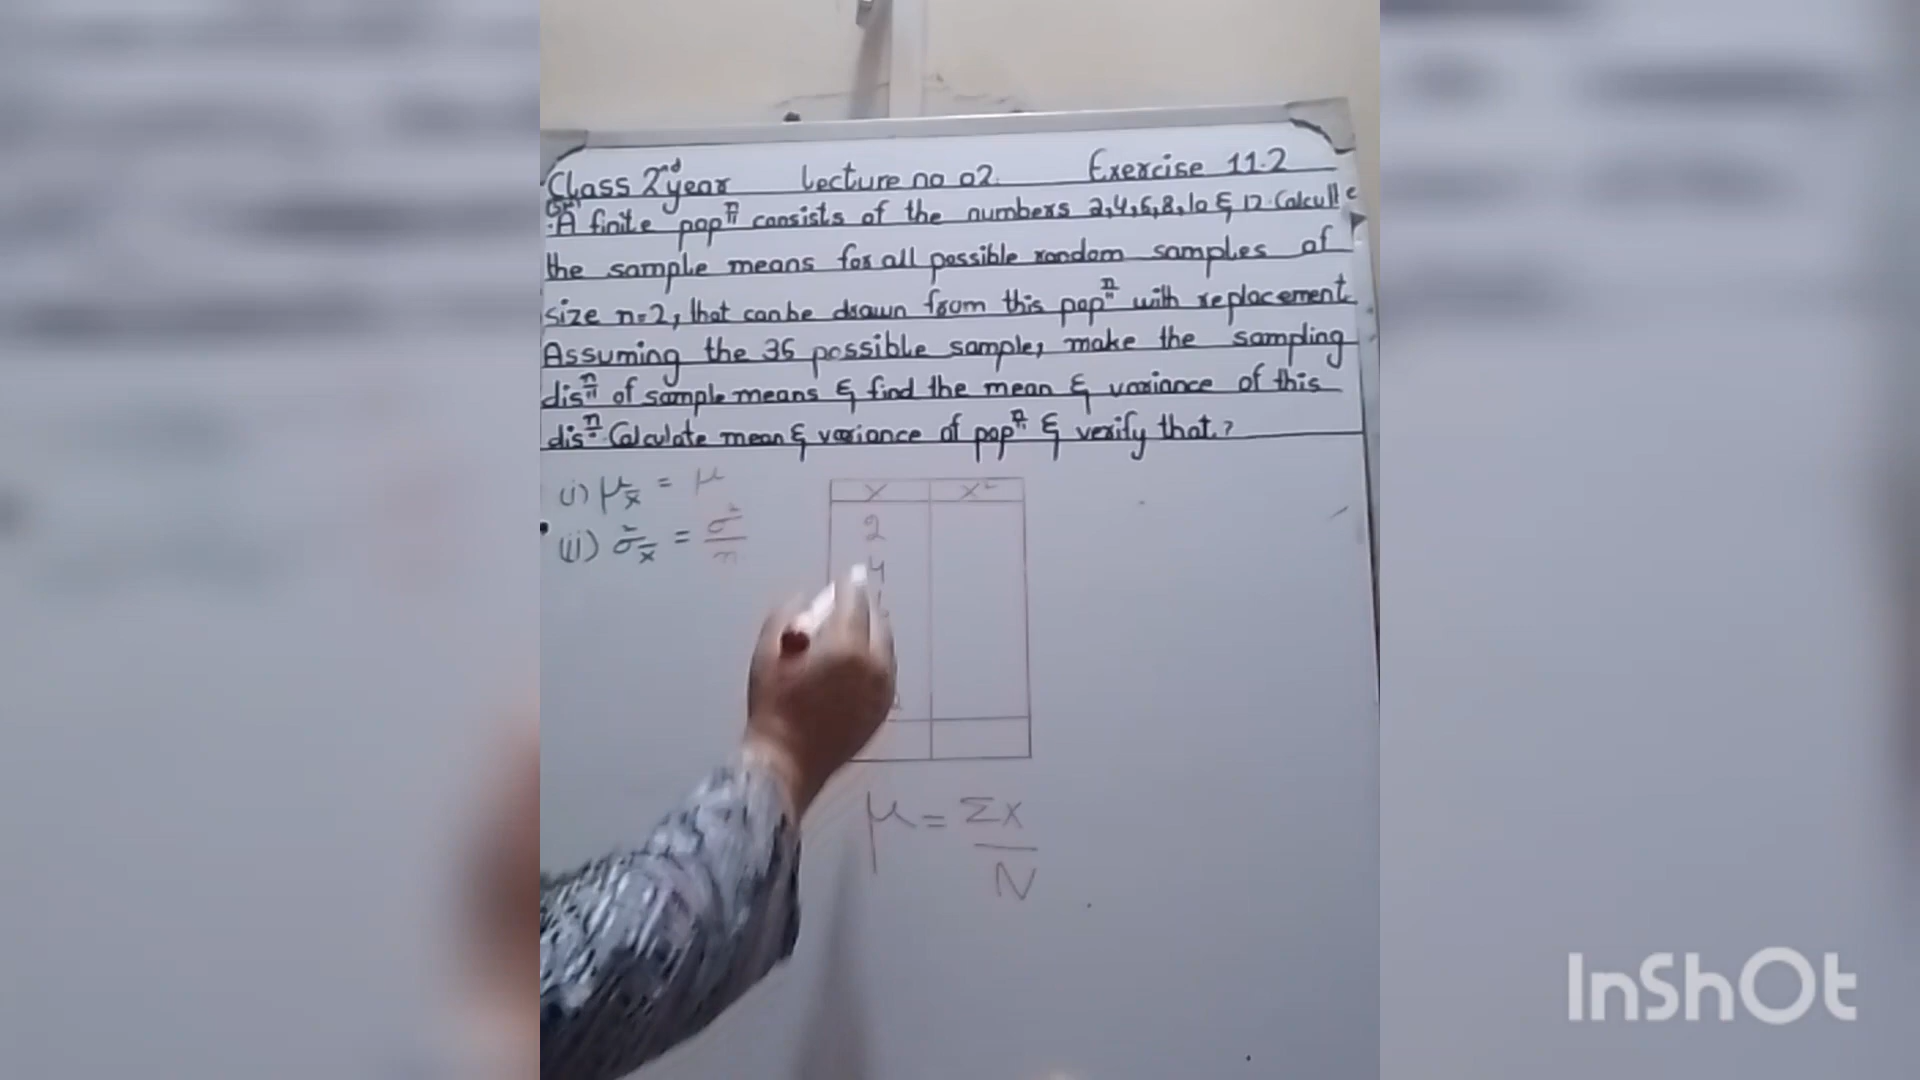 Class 2nd year Lecture no 02. Exercise 11.2
A finite popⁿ consists of the numbers 2,4,6,8,10 & 12. Calcul
the sample means for all possible random samples of
size n=2, that can be drawn from this popⁿ with replacement
Assuming the 36 possible samples, make the sampling
disⁿ of sample means & find the mean & variance of this
disⁿ. Calculate mean & variance of popⁿ & verify that.?
(i) μx̄ = μ
(ii) σ²x̄ = σ²/n
X X²
2
4
μ = ΣX/N
InShOt